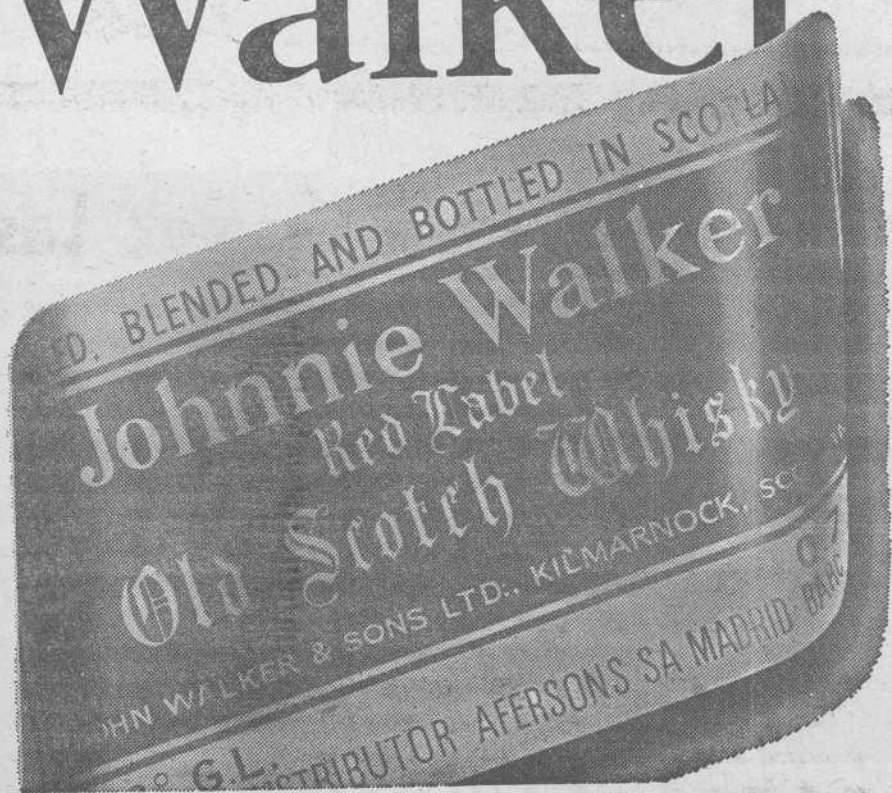 Walker
BLENDED AND BOTTLED IN
Johnnie Walker
Red Label
Old Scotch Whisky
JOHN WALKER & SONS LTD., KILMARNOCK,
G.L.
DISTRIBUTOR AFERSONS SA MADRID